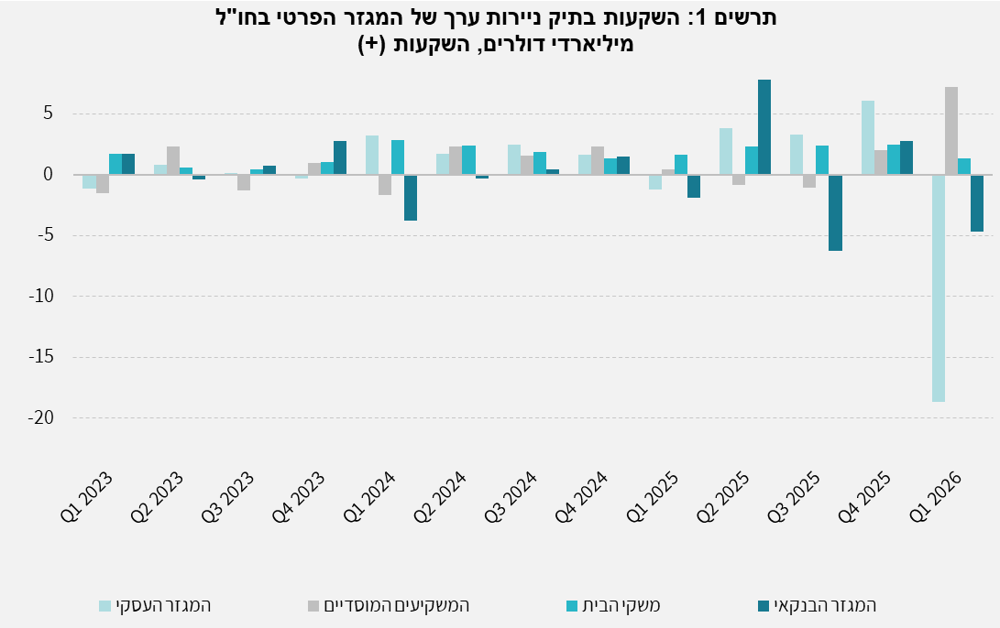 תרשים 1: השקעות בתיק ניירות ערך של המגזר הפרטי בחו"ל
מיליארדי דולרים, השקעות (+)
5
0
-5
-10
-15
-20
Q1 2023
Q2 2023
Q3 2023
Q4 2023
Q1 2024
Q2 2024
Q3 2024
Q4 2024
Q1 2025
Q2 2025
Q3 2025
Q4 2025
Q1 2026
המגזר העסקי
המשקיעים המוסדיים
משקי הבית
המגזר הבנקאי